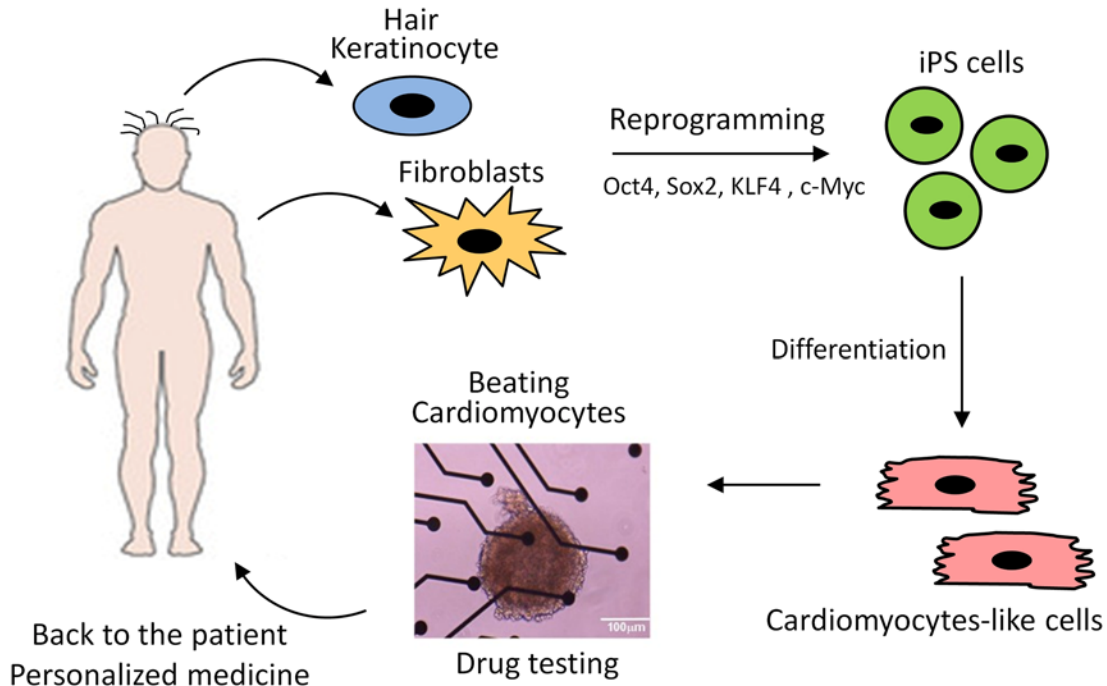 Hair
Keratinocyte
Fibroblasts
Reprogramming
Oct4, Sox2, KLF4 , c-Myc
iPS cells
Differentiation
Cardiomyocytes-like cells
Beating
Cardiomyocytes
100μm
Drug testing
Back to the patient
Personalized medicine